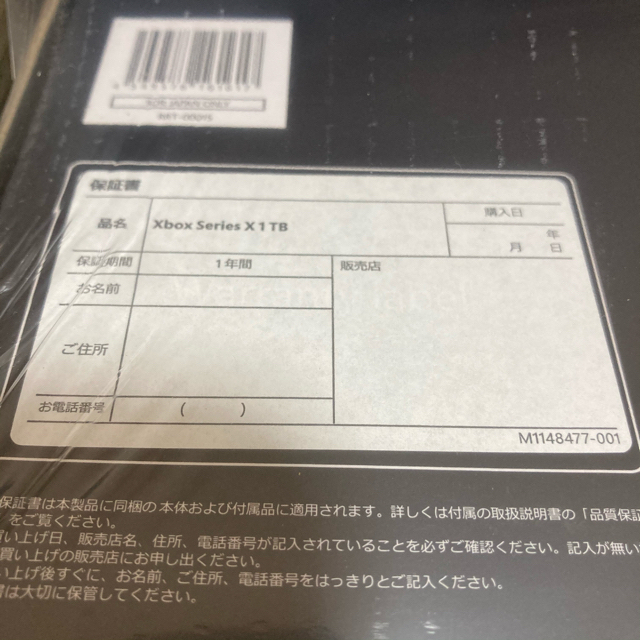 FOR JAPAN ONLY
RRT-00015
保証書
品名 Xbox Series X 1 TB 購入日
年
月 日
保証期間 1年間 販売店
お名前
Warranty label
ご住所
お電話番号 ( )
M1148477-001
保証書は本製品に同梱の 本体および付属品に適用されます。詳しくは付属の取扱説明書の「品質保証
をご覧ください。
い上げ日、販売店名、住所、電話番号が記入されていることを必ずご確認ください。記入が無い
買い上げの販売店にお申し出ください。
い上げ後すぐに、お名前、ご住所、電話番号をはっきりとご記入ください。
は大切に保管してください。